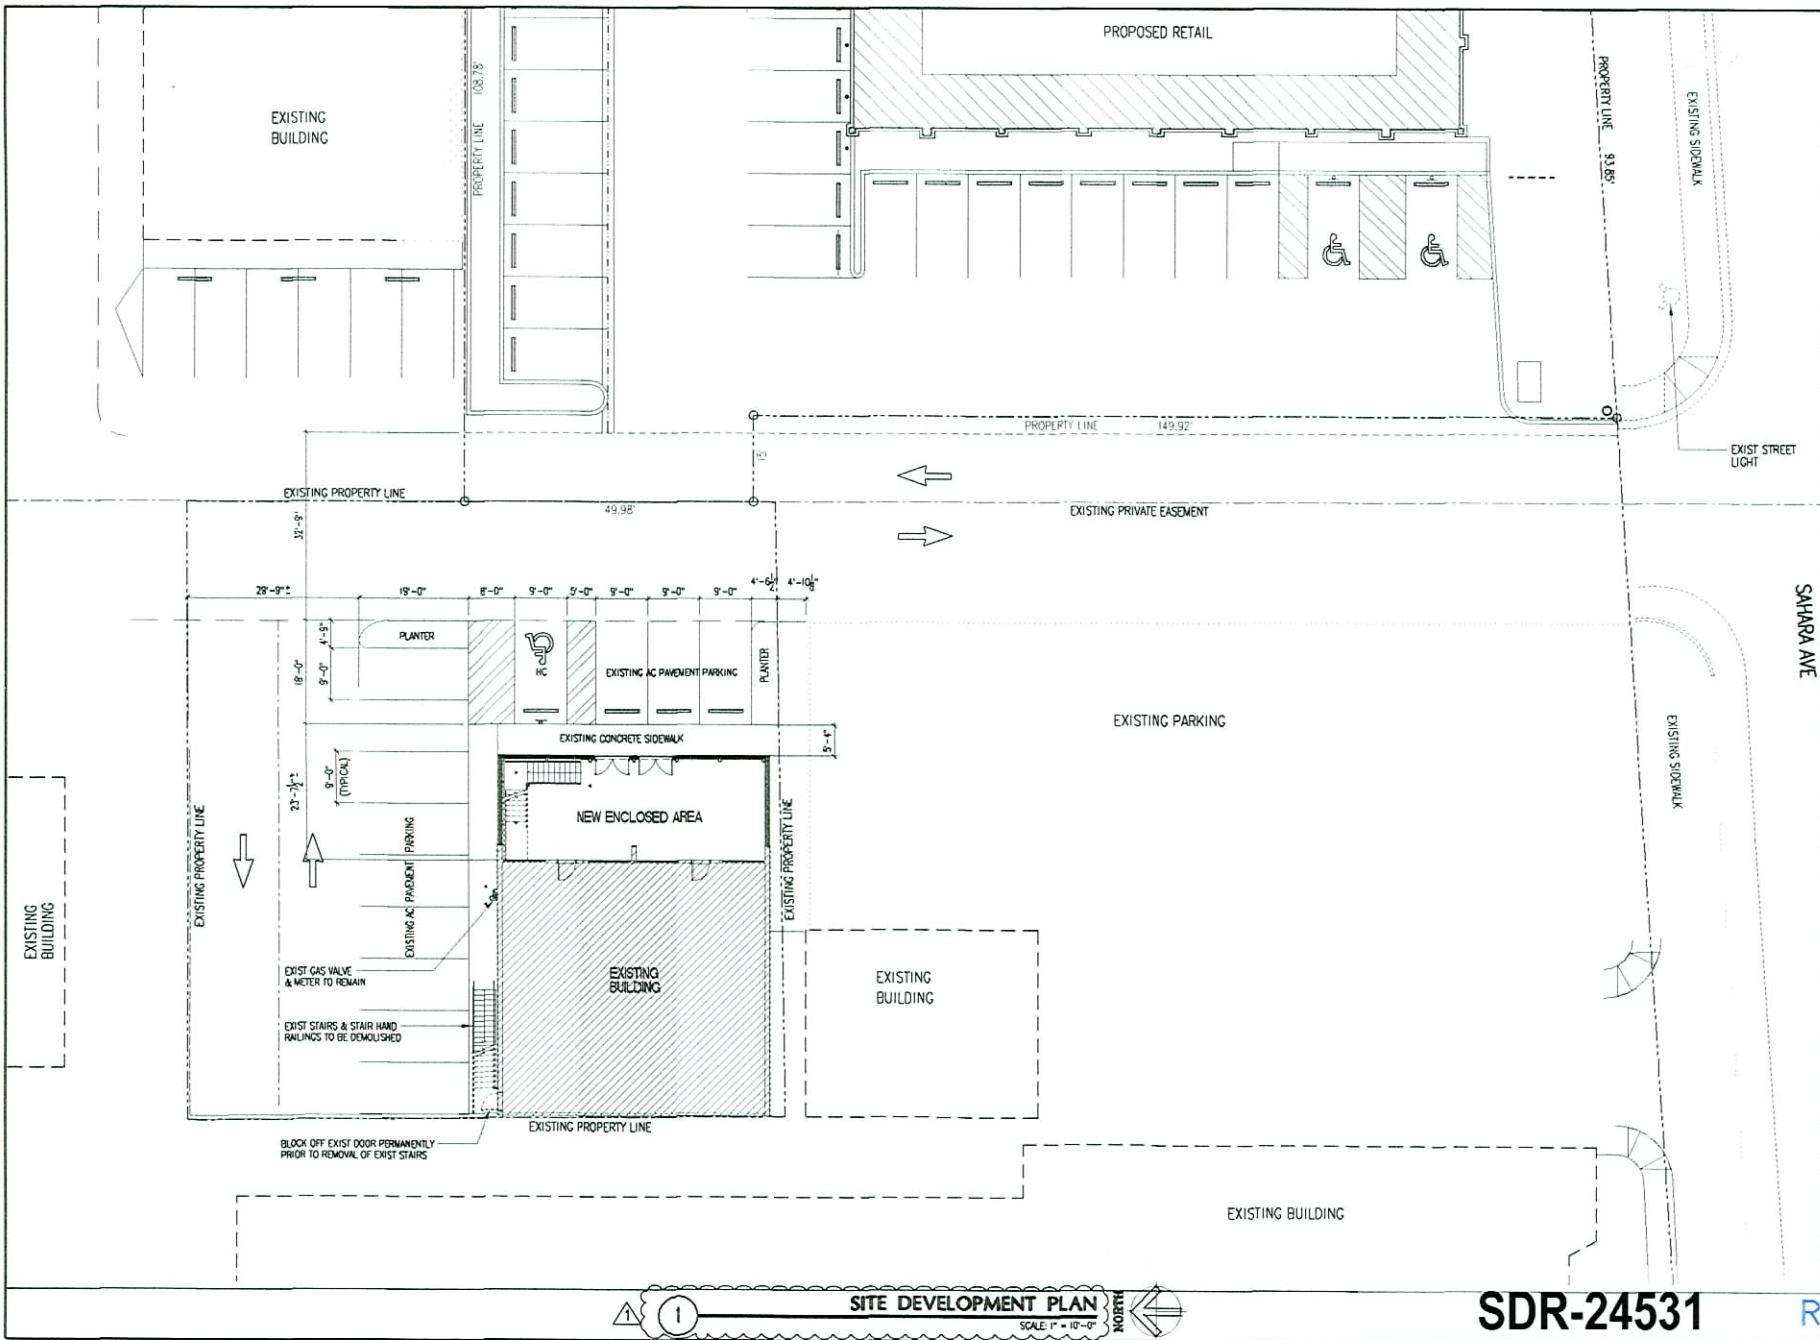 PROPOSED RETAIL
EXISTING
BUILDING
PROPERTY LINE 108.78'
PROPERTY LINE 93.85'
EXISTING SIDEWALK
PROPERTY LINE 149.92'
15'
EXIST STREET
LIGHT
EXISTING PROPERTY LINE
49.98'
EXISTING PRIVATE EASEMENT
32'-9"
28'-9"±
19'-0"
8'-0"
9'-0"
5'-0"
9'-0"
9'-0"
9'-0"
SAHARA AVE
4'-9"
PLANTER
18'-0"
9'-0"
HC
EXISTING AC PAVEMENT PARKING
PLANTER
EXISTING PARKING
EXISTING SIDEWALK
EXISTING CONCRETE SIDEWALK
5'-4"
9'-0"
(TYPICAL)
23'-7½"±
NEW ENCLOSED AREA
EXISTING PROPERTY LINE
EXISTING AC PAVEMENT PARKING
EXISTING PROPERTY LINE
EXISTING
BUILDING
EXIST GAS VALVE
& METER TO REMAIN
EXISTING
BUILDING
EXISTING
BUILDING
EXIST STAIRS & STAIR HAND
RAILINGS TO BE DEMOLISHED
EXISTING PROPERTY LINE
BLOCK OFF EXIST DOOR PERMANENTLY
PRIOR TO REMOVAL OF EXIST STAIRS
EXISTING BUILDING
1
1
SITE DEVELOPMENT PLAN
SCALE: 1" = 10'-0"
NORTH
SDR-24531
R